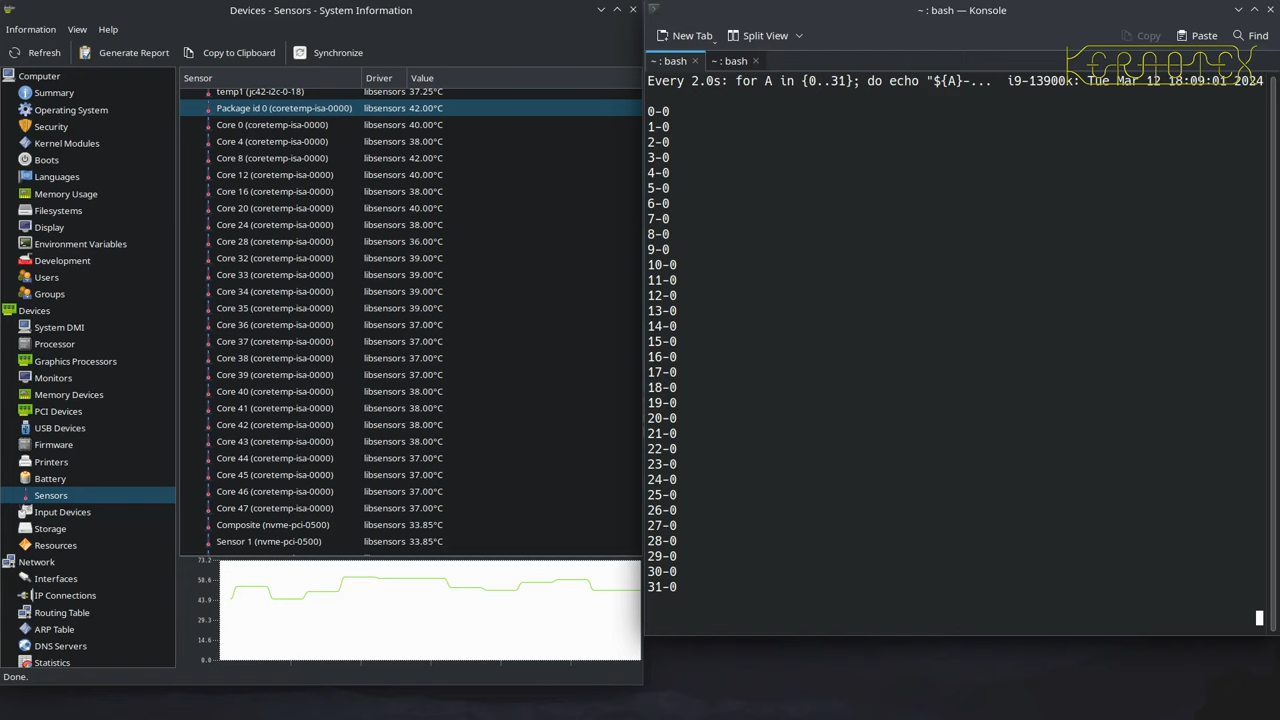 Devices - Sensors - System Information
Information View Help
Refresh Generate Report Copy to Clipboard Synchronize
Computer
Summary
Operating System
Security
Kernel Modules
Boots
Languages
Memory Usage
Filesystems
Display
Environment Variables
Development
Users
Groups
Devices
System DMI
Processor
Graphics Processors
Monitors
Memory Devices
PCI Devices
USB Devices
Firmware
Printers
Battery
Sensors
Input Devices
Storage
Resources
Network
Interfaces
IP Connections
Routing Table
ARP Table
DNS Servers
Statistics
Sensor Driver Value
temp1 (jc42-i2c-0-18) libsensors 37.25°C
Package id 0 (coretemp-isa-0000) libsensors 42.00°C
Core 0 (coretemp-isa-0000) libsensors 40.00°C
Core 4 (coretemp-isa-0000) libsensors 38.00°C
Core 8 (coretemp-isa-0000) libsensors 42.00°C
Core 12 (coretemp-isa-0000) libsensors 40.00°C
Core 16 (coretemp-isa-0000) libsensors 38.00°C
Core 20 (coretemp-isa-0000) libsensors 40.00°C
Core 24 (coretemp-isa-0000) libsensors 38.00°C
Core 28 (coretemp-isa-0000) libsensors 36.00°C
Core 32 (coretemp-isa-0000) libsensors 39.00°C
Core 33 (coretemp-isa-0000) libsensors 39.00°C
Core 34 (coretemp-isa-0000) libsensors 39.00°C
Core 35 (coretemp-isa-0000) libsensors 39.00°C
Core 36 (coretemp-isa-0000) libsensors 37.00°C
Core 37 (coretemp-isa-0000) libsensors 37.00°C
Core 38 (coretemp-isa-0000) libsensors 37.00°C
Core 39 (coretemp-isa-0000) libsensors 37.00°C
Core 40 (coretemp-isa-0000) libsensors 38.00°C
Core 41 (coretemp-isa-0000) libsensors 38.00°C
Core 42 (coretemp-isa-0000) libsensors 38.00°C
Core 43 (coretemp-isa-0000) libsensors 38.00°C
Core 44 (coretemp-isa-0000) libsensors 37.00°C
Core 45 (coretemp-isa-0000) libsensors 37.00°C
Core 46 (coretemp-isa-0000) libsensors 37.00°C
Core 47 (coretemp-isa-0000) libsensors 37.00°C
Composite (nvme-pci-0500) libsensors 33.85°C
Sensor 1 (nvme-pci-0500) libsensors 33.85°C
73.2
58.6
43.9
29.3
14.6
0.0
Done.
~ : bash — Konsole
New Tab Split View Copy Paste Find
~ : bash ~ : bash
Every 2.0s: for A in {0..31}; do echo "${A}-... i9-13900k: Tue Mar 12 18:09:01 2024
0-0
1-0
2-0
3-0
4-0
5-0
6-0
7-0
8-0
9-0
10-0
11-0
12-0
13-0
14-0
15-0
16-0
17-0
18-0
19-0
20-0
21-0
22-0
23-0
24-0
25-0
26-0
27-0
28-0
29-0
30-0
31-0